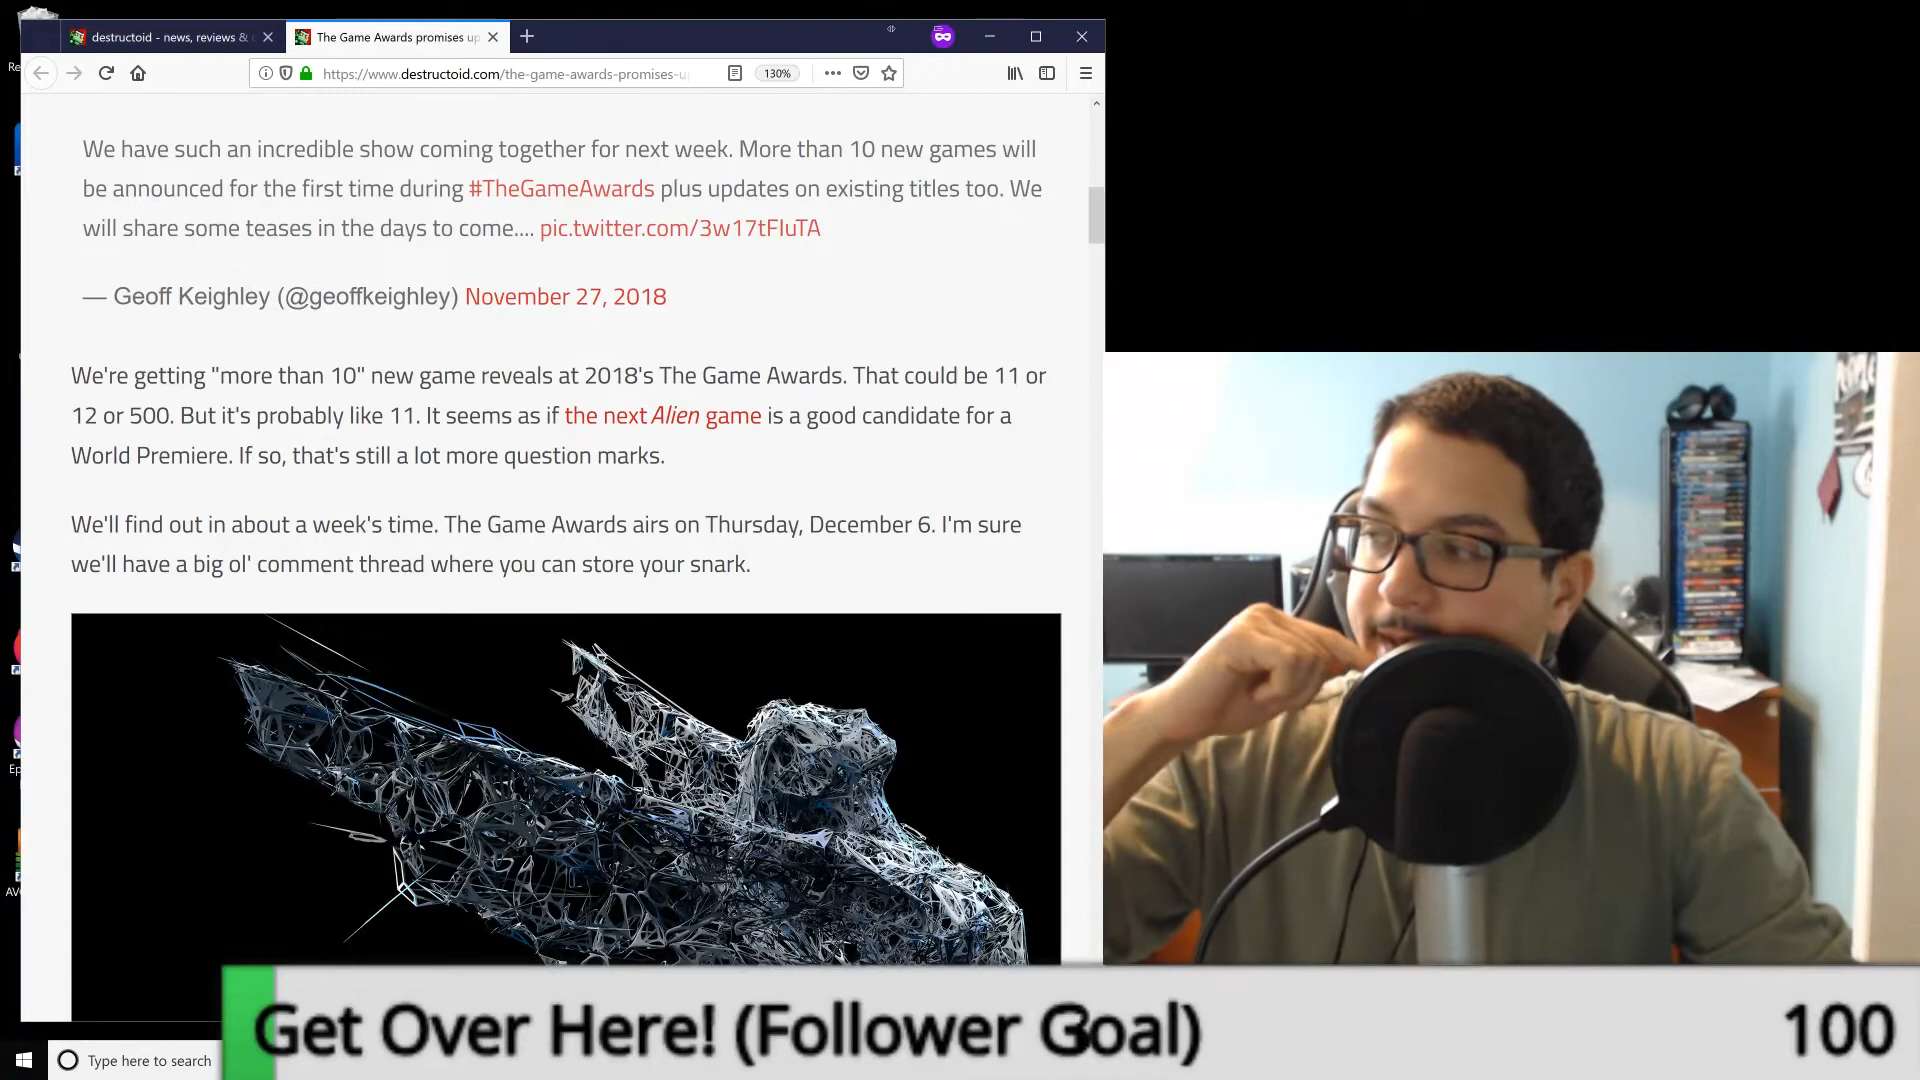 destructoid - news, reviews &
The Game Awards promises up
https://www.destructoid.com/the-game-awards-promises-u
130%
We have such an incredible show coming together for next week. More than 10 new games will
be announced for the first time during #TheGameAwards plus updates on existing titles too. We
will share some teases in the days to come.... pic.twitter.com/3w17tFIuTA
— Geoff Keighley (@geoffkeighley) November 27, 2018
We're getting "more than 10" new game reveals at 2018's The Game Awards. That could be 11 or
12 or 500. But it's probably like 11. It seems as if the next Alien game is a good candidate for a
World Premiere. If so, that's still a lot more question marks.
We'll find out in about a week's time. The Game Awards airs on Thursday, December 6. I'm sure
we'll have a big ol' comment thread where you can store your snark.
Get Over Here! (Follower Goal)
3
100
Type here to search
Re
Ep
AV